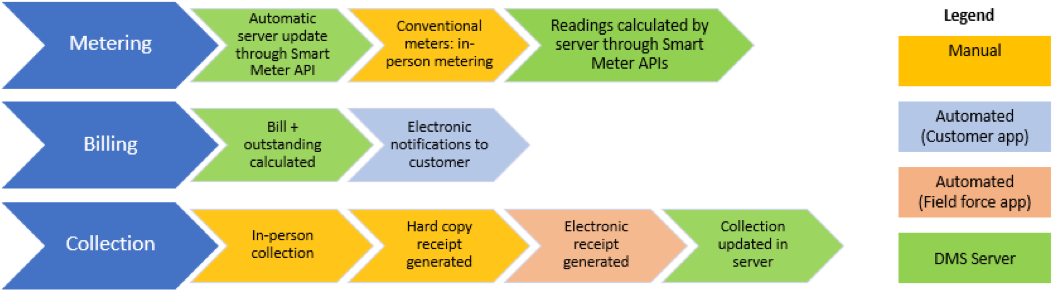 Metering
Automatic
server update
through Smart
Meter API
Conventional
meters: in-
person metering
Readings calculated by
server through Smart
Meter APIs
Billing
Bill +
outstanding
calculated
Electronic
notifications to
customer
Collection
In-person
collection
Hard copy
receipt
generated
Electronic
receipt
generated
Collection
updated in
server
Legend
Manual
Automated
(Customer app)
Automated
(Field force app)
DMS Server